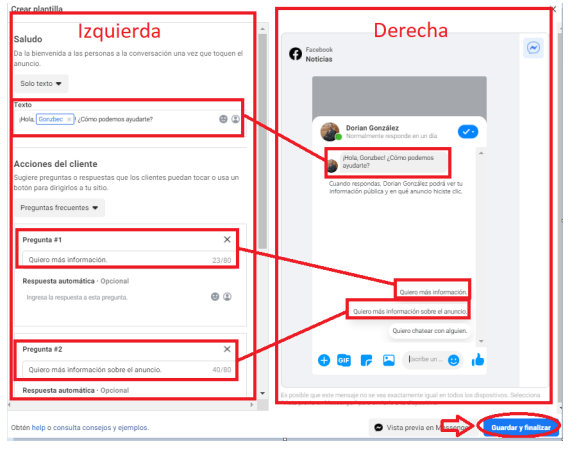 Crear plantilla
Izquierda
Saludo
Da la bienvenida a las personas a la conversación una vez que toquen el
anuncio.
Solo texto
Texto
¡Hola, Gorubec ×! ¿Cómo podemos ayudarte?
Acciones del cliente
Sugiere preguntas o respuestas que los clientes puedan tocar o usan un
botón para dirigirlos a tu sitio.
Preguntas frecuentes
Pregunta #1
Quiero más información.
23/80
Respuesta automática · Opcional
Ingresa la respuesta a esta pregunta.
Pregunta #2
Quiero más información sobre el anuncio.
40/80
Respuesta automática · Opcional
Obtén help o consulta consejos y ejemplos.
Derecha
Facebook
Noticias
Dorian González
Normalmente responde en un día
¡Hola, Gorubec! ¿Cómo podemos
ayudarte?
Cuando respondas, Dorian González podrá ver tu
información pública y en qué anuncio hiciste clic.
Quiero más información.
Quiero más información sobre el anuncio.
Quiero chatear con alguien.
GIF
Escribe un...
Es posible que este mensaje no se vea exactamente igual en todos los dispositivos. Selecciona
Vista previa en Messenger
Guardar y finalizar